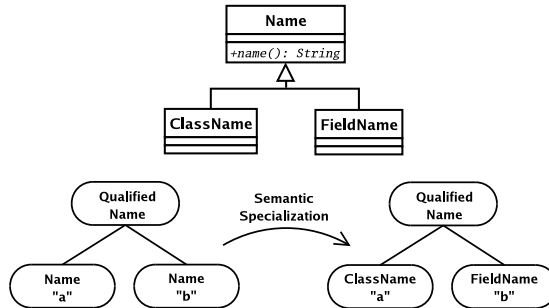 Name
+name(): String
ClassName
FieldName
Qualified
Name
Semantic
Specialization
Qualified
Name
Name
"a"
Name
"b"
ClassName
"a"
FieldName
"b"